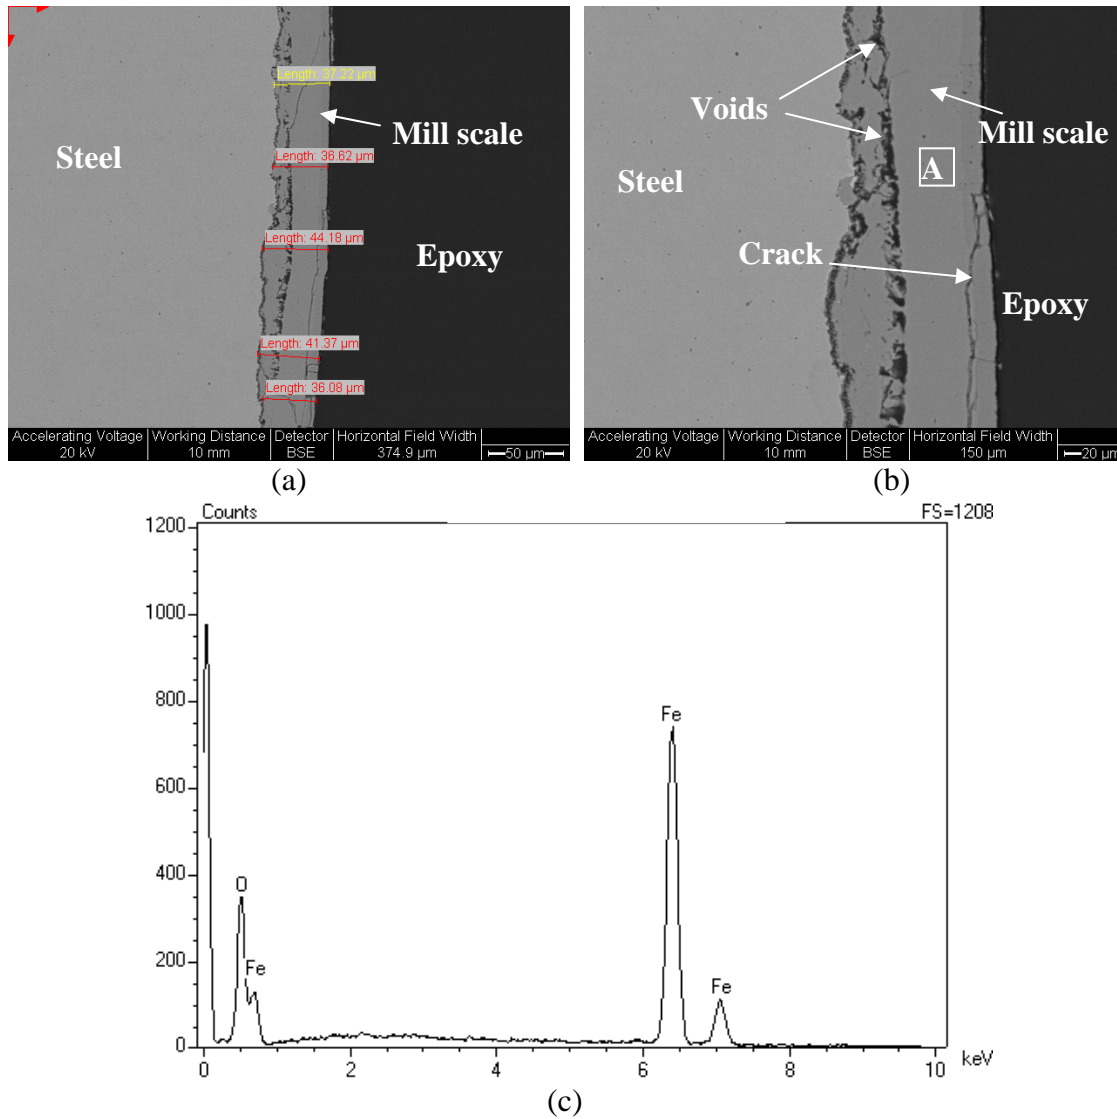 Length: 37.22 µm
Mill scale
Steel
Length: 36.62 µm
Length: 44.18 µm
Epoxy
Length: 41.37 µm
Length: 36.08 µm
Accelerating Voltage Working Distance Detector Horizontal Field Width
20 kV 10 mm BSE 374.9 µm 50 µm
(a)
Voids
Mill scale
A
Steel
Crack
Epoxy
Accelerating Voltage Working Distance Detector Horizontal Field Width
20 kV 10 mm BSE 150 µm 20 µm
(b)
Counts FS=1208
1200
1000
800
Fe
600
400
O
200
Fe
Fe
0
0 2 4 6 8 10 keV
(c)